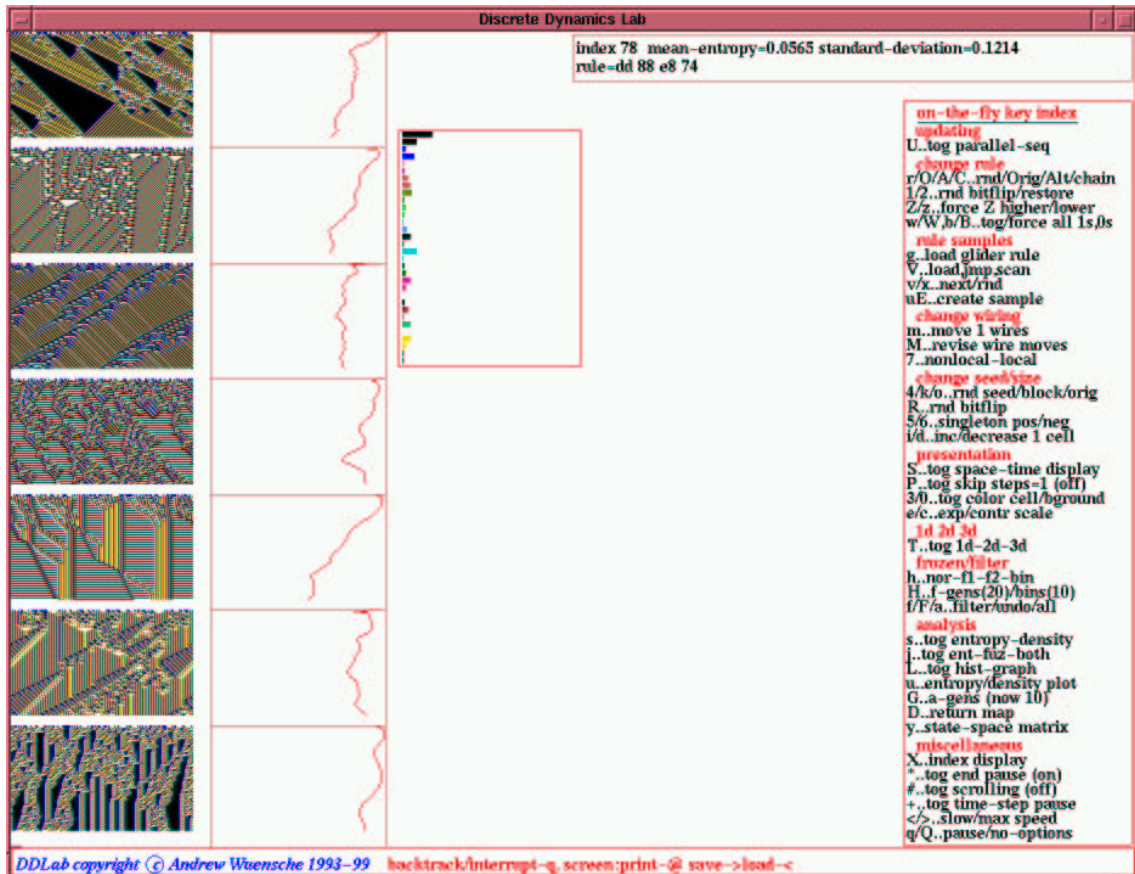 Discrete Dynamics Lab
index 78 mean-entropy=0.0565 standard-deviation=0.1214
rule=dd 88 e8 74
on-the-fly key index
updating
U..tog parallel-seq
change rule
r/O/A/C..rnd/Orig/Alt/chain
1/2..rnd bitflip/restore
Z/z..force Z higher/lower
w/W,b/B..tog/force all 1s,0s
rule samples
g..load glider rule
V..load,jmp,scan
v/x..next/rnd
uE..create sample
change wiring
m..move 1 wires
M..revise wire moves
7..nonlocal-local
change seed/size
4/k/o..rnd seed/block/orig
R..rnd bitflip
5/6..singleton pos/neg
i/d..inc/decrease 1 cell
presentation
S..tog space-time display
P..tog skip steps=1 (off)
3/0..tog color cell/bground
e/c..exp/contr scale
1d 2d 3d
T..tog 1d-2d-3d
frozen/filter
h..nor-f1-f2-bin
H..f-gens(20)/bins(10)
f/F/a..filter/undo/all
analysis
s..tog entropy-density
j..tog ent-fuz-both
L..tog hist-graph
u..entropy/density plot
G..a-gens (now 10)
D..return map
y..state-space matrix
miscellaneous
X..index display
*..tog end pause (on)
#..tog scrolling (off)
+..tog time-step pause
</>..slow/max speed
q/Q..pause/no-options
DDLab copyright © Andrew Wuensche 1993-99 backtrack/interrupt-q, screen:print-@ save->load-<